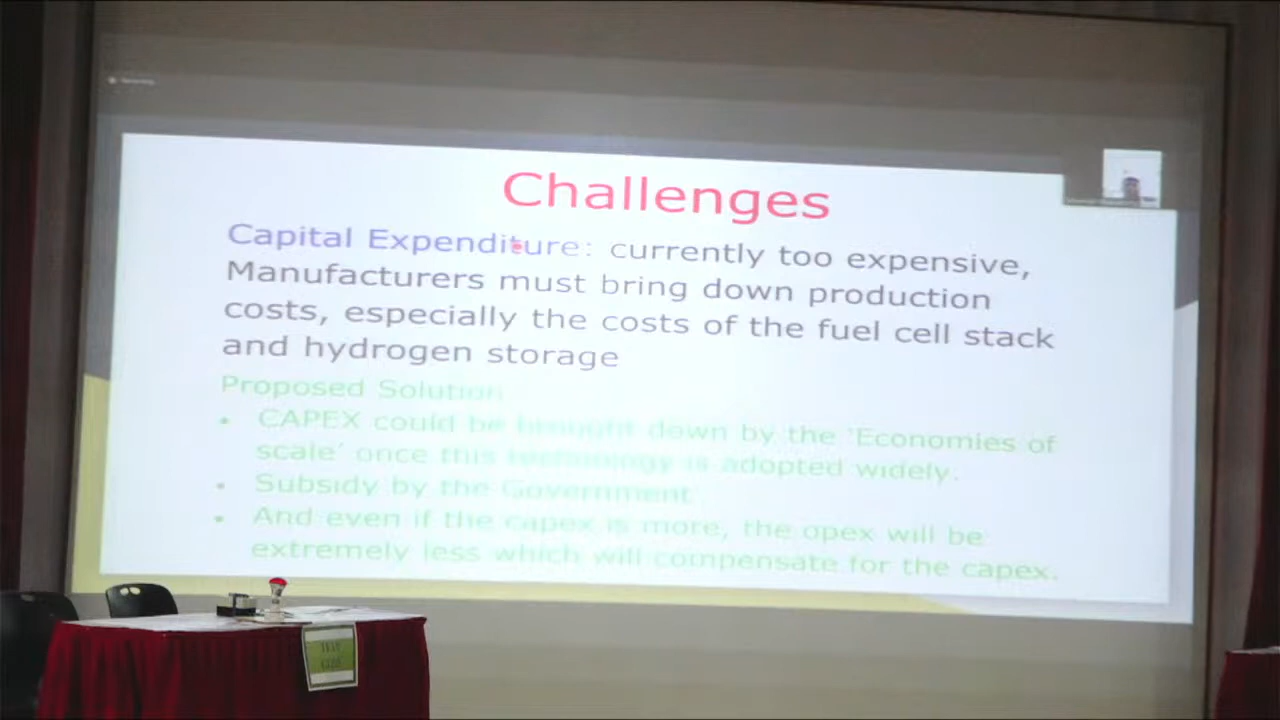 Challenges
Capital Expenditure: currently too expensive,
Manufacturers must bring down production
costs, especially the costs of the fuel cell stack
and hydrogen storage
Proposed Solution
• CAPEX could be brought down by the 'Economies of
scale' once this technology is adopted widely.
• Subsidy by the Government
• And even if the capex is more, the opex will be
extremely less which will compensate for the capex.